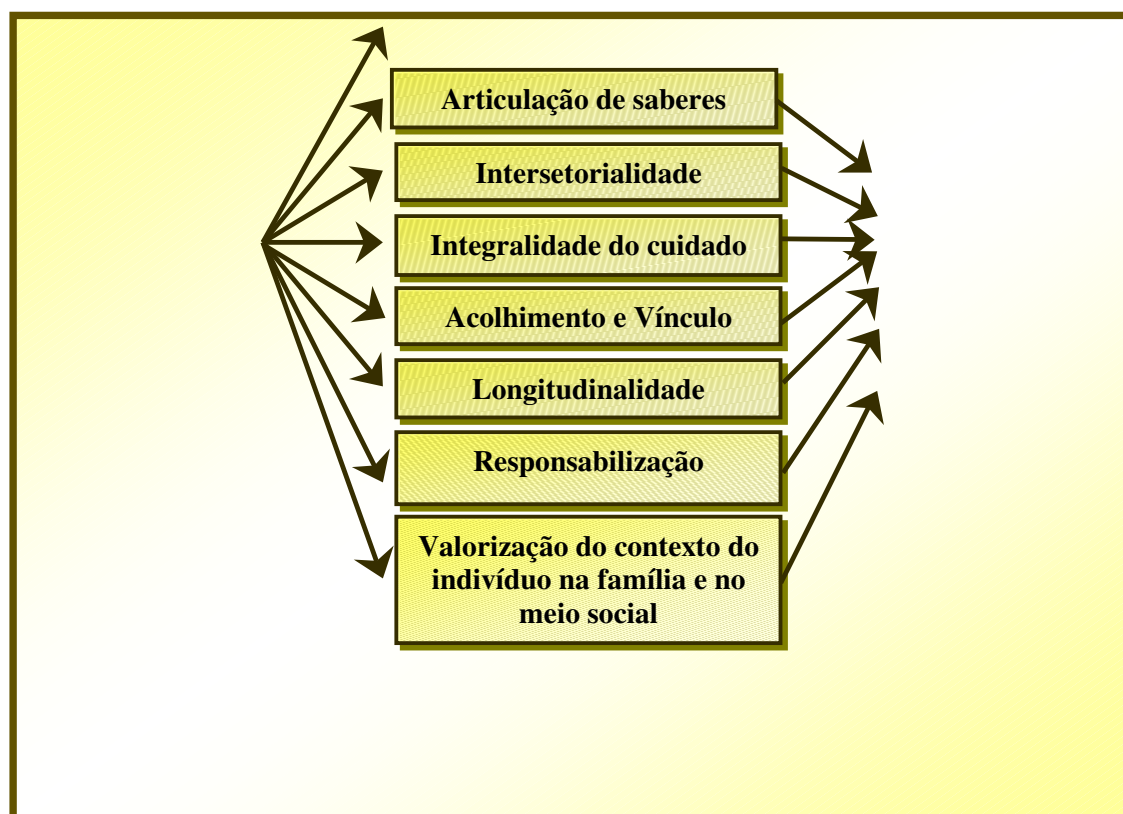 Articulação de saberes
Intersetorialidade
Integralidade do cuidado
Acolhimento e Vínculo
Longitudinalidade
Responsabilização
Valorização do contexto do
indivíduo na família e no
meio social